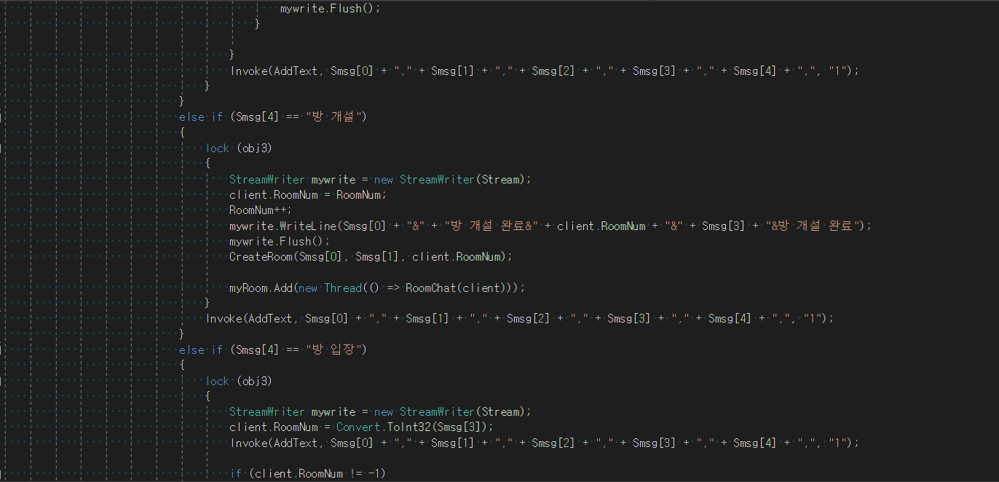 mywrite.Flush();
}
}
Invoke(AddText, Smsg[0] + "," + Smsg[1] + "," + Smsg[2] + "," + Smsg[3] + "," + Smsg[4] + ",", "1");
}
}
else if (Smsg[4] == "방 개설")
{
lock (obj3)
{
StreamWriter mywrite = new StreamWriter(Stream);
client.RoomNum = RoomNum;
RoomNum++;
mywrite.WriteLine(Smsg[0] + "&" + "방 개설 완료&" + client.RoomNum + "&" + Smsg[3] + "&방 개설 완료");
mywrite.Flush();
CreateRoom(Smsg[0], Smsg[1], client.RoomNum);
myRoom.Add(new Thread(() => RoomChat(client)));
}
Invoke(AddText, Smsg[0] + "," + Smsg[1] + "," + Smsg[2] + "," + Smsg[3] + "," + Smsg[4] + ",", "1");
}
else if (Smsg[4] == "방 입장")
{
lock (obj3)
{
StreamWriter mywrite = new StreamWriter(Stream);
client.RoomNum = Convert.ToInt32(Smsg[3]);
Invoke(AddText, Smsg[0] + "," + Smsg[1] + "," + Smsg[2] + "," + Smsg[3] + "," + Smsg[4] + ",", "1");
if (client.RoomNum != -1)